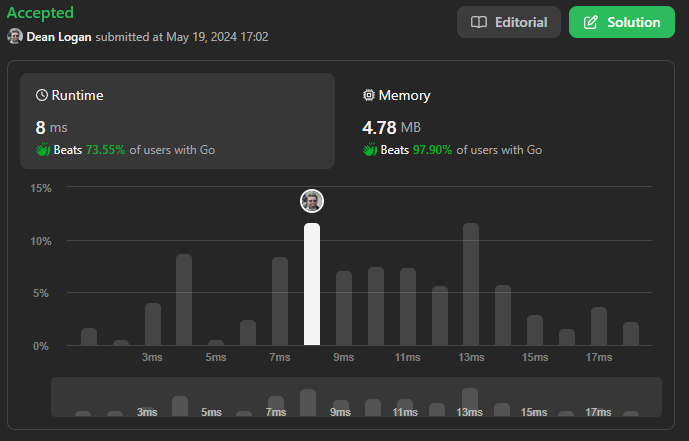 Accepted
Editorial
Solution
Dean Logan submitted at May 19, 2024 17:02
Runtime
8 ms
Beats 73.55% of users with Go
Memory
4.78 MB
Beats 97.90% of users with Go
15%
10%
5%
0%
3ms 5ms 7ms 9ms 11ms 13ms 15ms 17ms
3ms 5ms 7ms 9ms 11ms 13ms 15ms 17ms